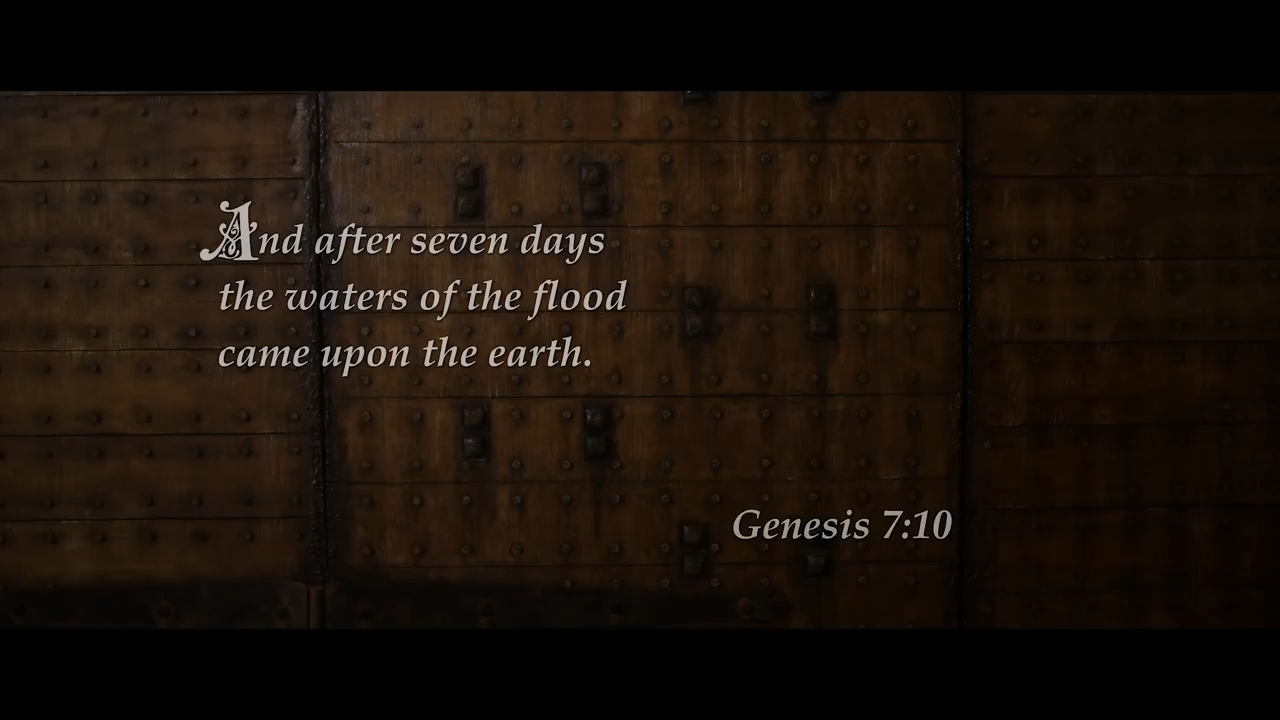 And after seven days
the waters of the flood
came upon the earth.
Genesis 7:10